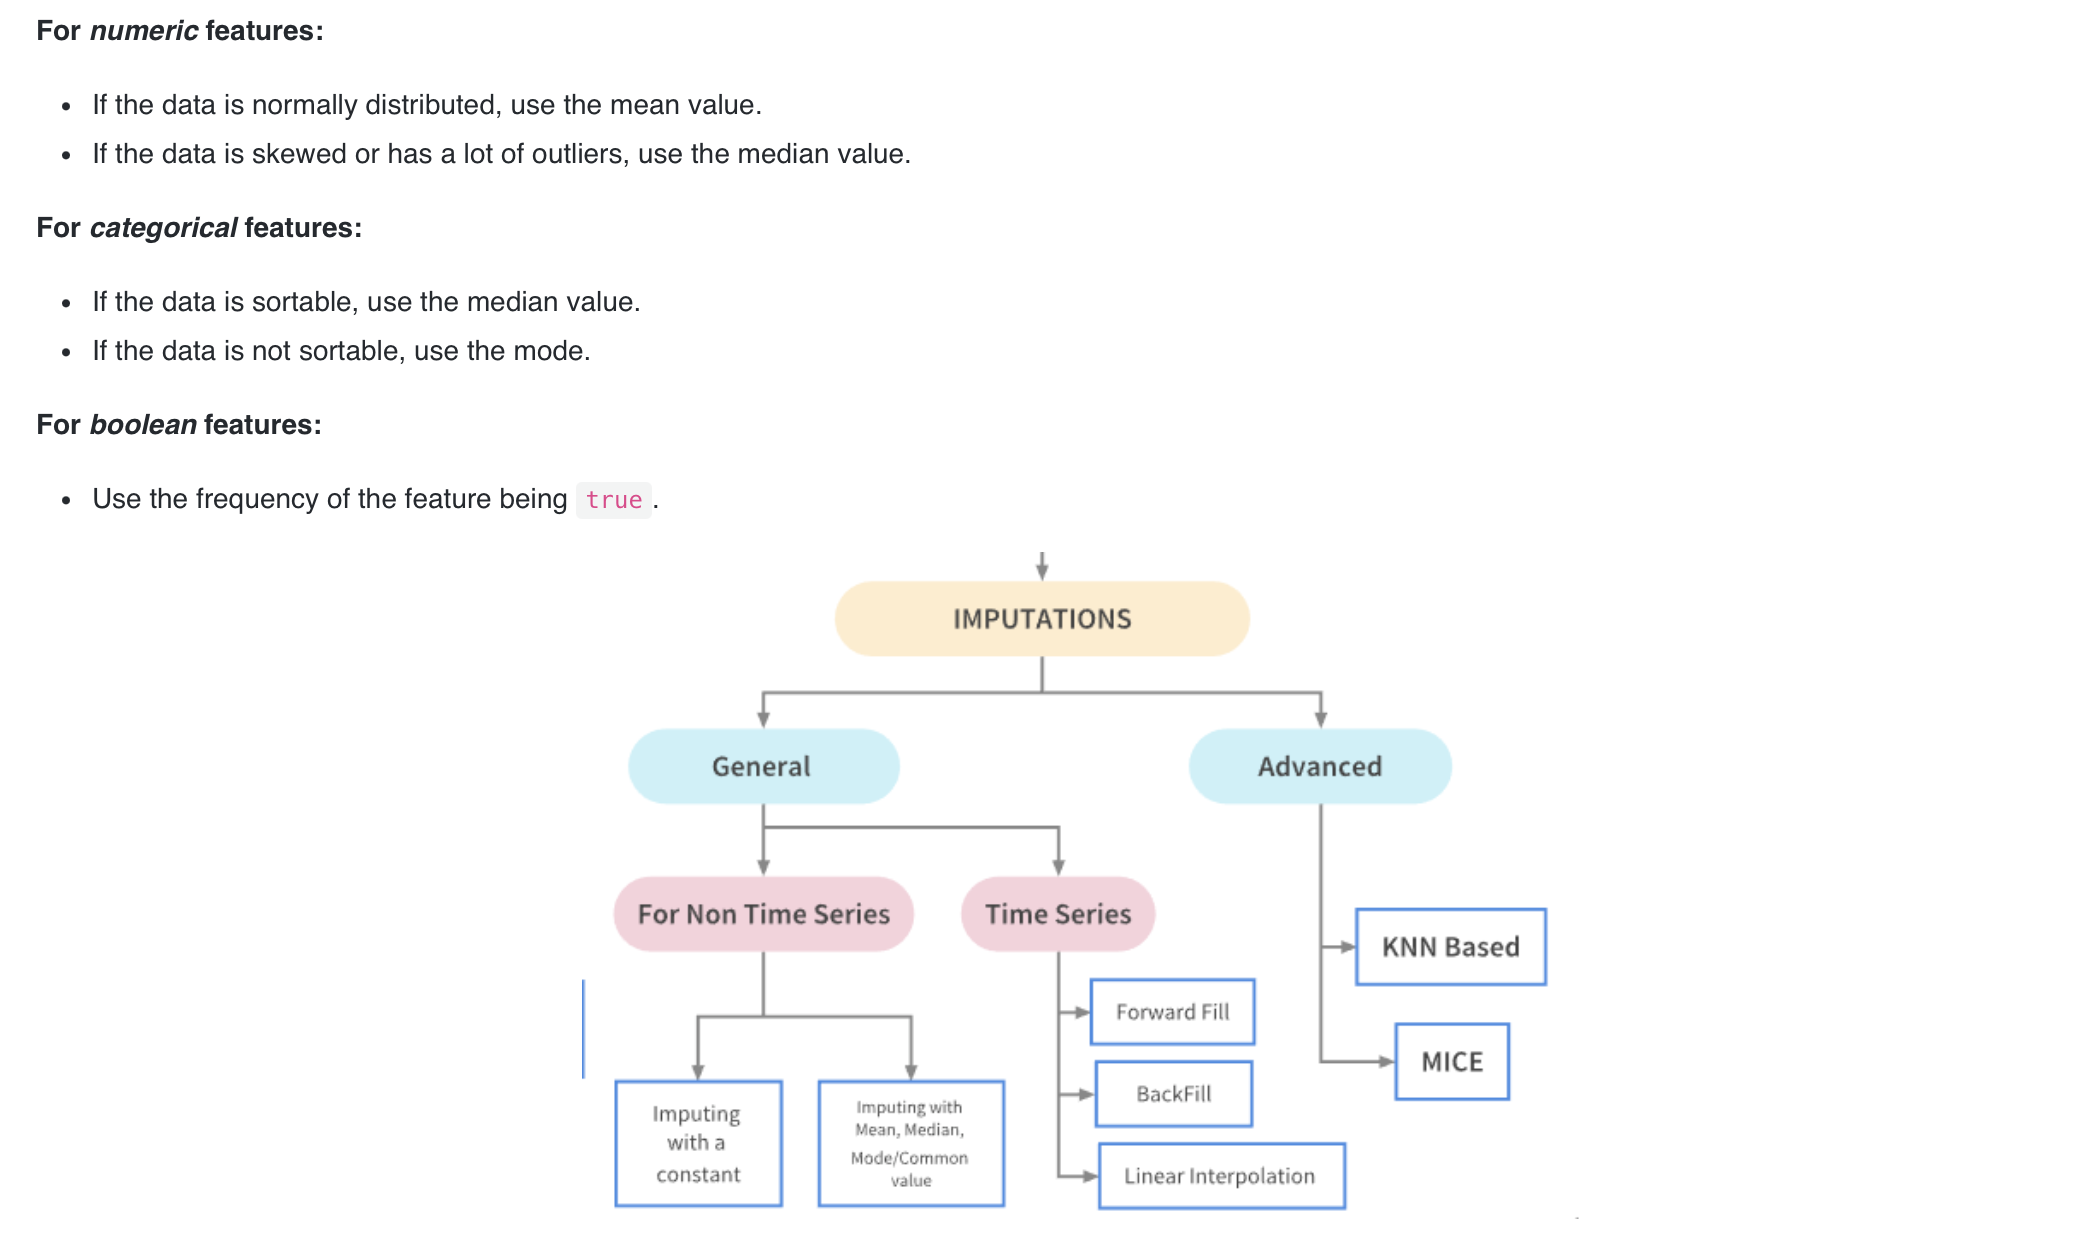 For numeric features:
If the data is normally distributed, use the mean value.
If the data is skewed or has a lot of outliers, use the median value.
For categorical features:
If the data is sortable, use the median value.
If the data is not sortable, use the mode.
For boolean features:
Use the frequency of the feature being true.
IMPUTATIONS
General
Advanced
For Non Time Series
Time Series
Imputing
with a
constant
Imputing with
Mean, Median,
Mode/Common
value
Forward Fill
BackFill
Linear Interpolation
KNN Based
MICE